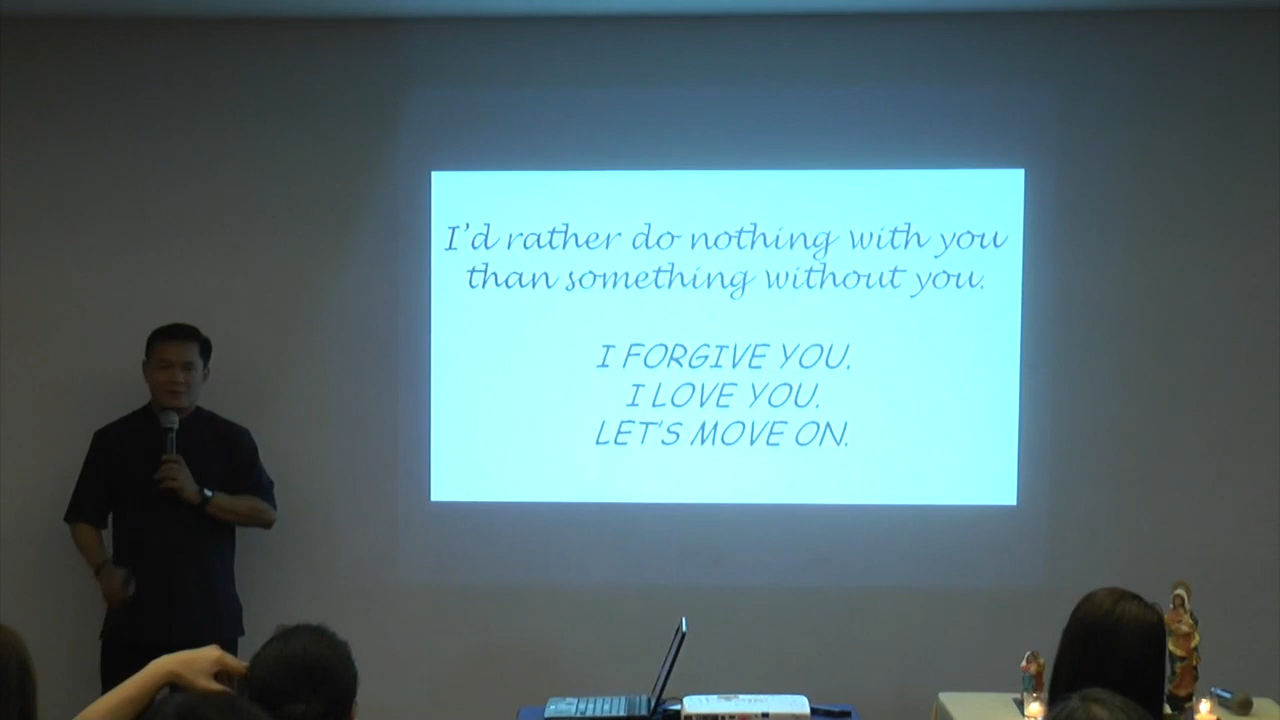 I'd rather do nothing with you
than something without you.
I FORGIVE YOU.
I LOVE YOU.
LET'S MOVE ON.